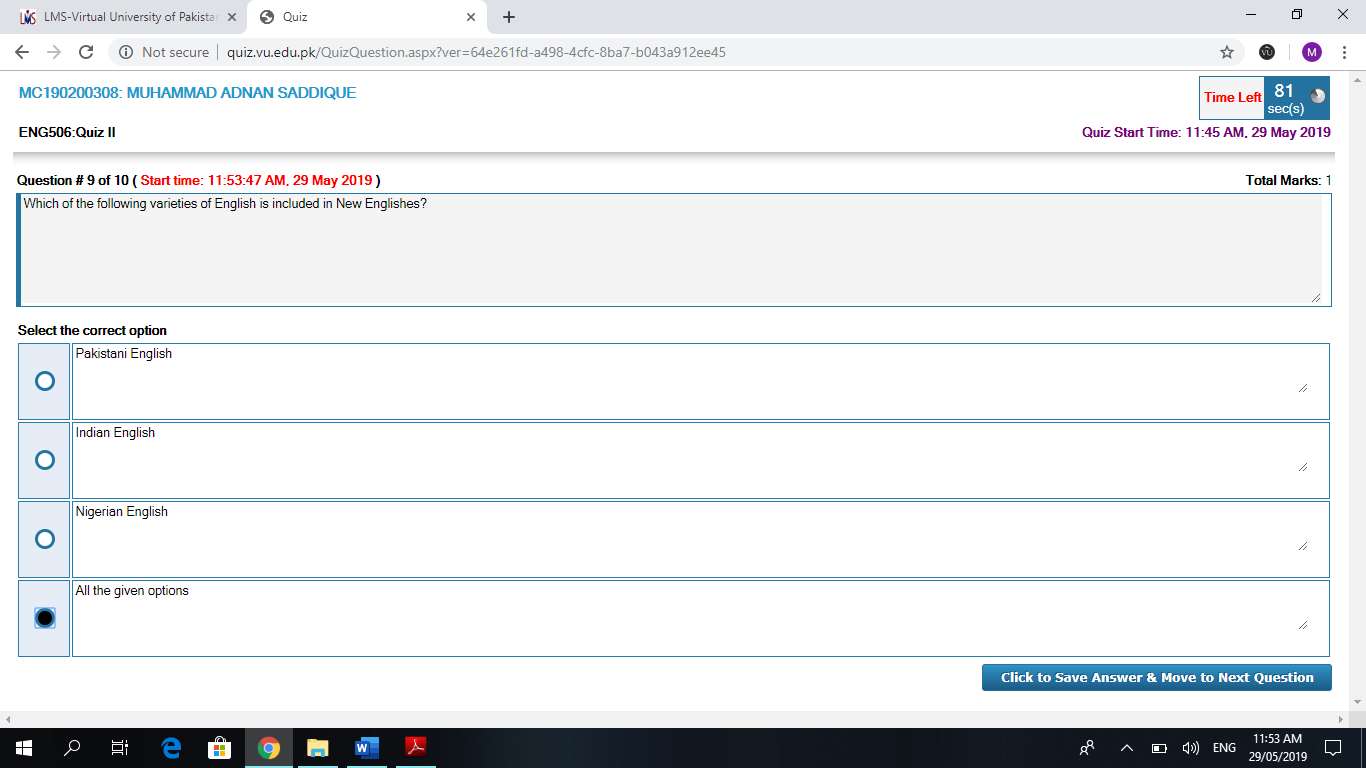 LMS-Virtual University of Pakista
Quiz
Not secure
quiz.vu.edu.pk/QuizQuestion.aspx?ver=64e261fd-a498-4cfc-8ba7-b043a912ee45
VU
M
MC190200308: MUHAMMAD ADNAN SADDIQUE
Time Left 81 sec(s)
ENG506:Quiz II
Quiz Start Time: 11:45 AM, 29 May 2019
Question # 9 of 10 ( Start time: 11:53:47 AM, 29 May 2019 )
Total Marks: 1
Which of the following varieties of English is included in New Englishes?
Select the correct option
Pakistani English
Indian English
Nigerian English
All the given options
Click to Save Answer & Move to Next Question
ENG
11:53 AM
29/05/2019